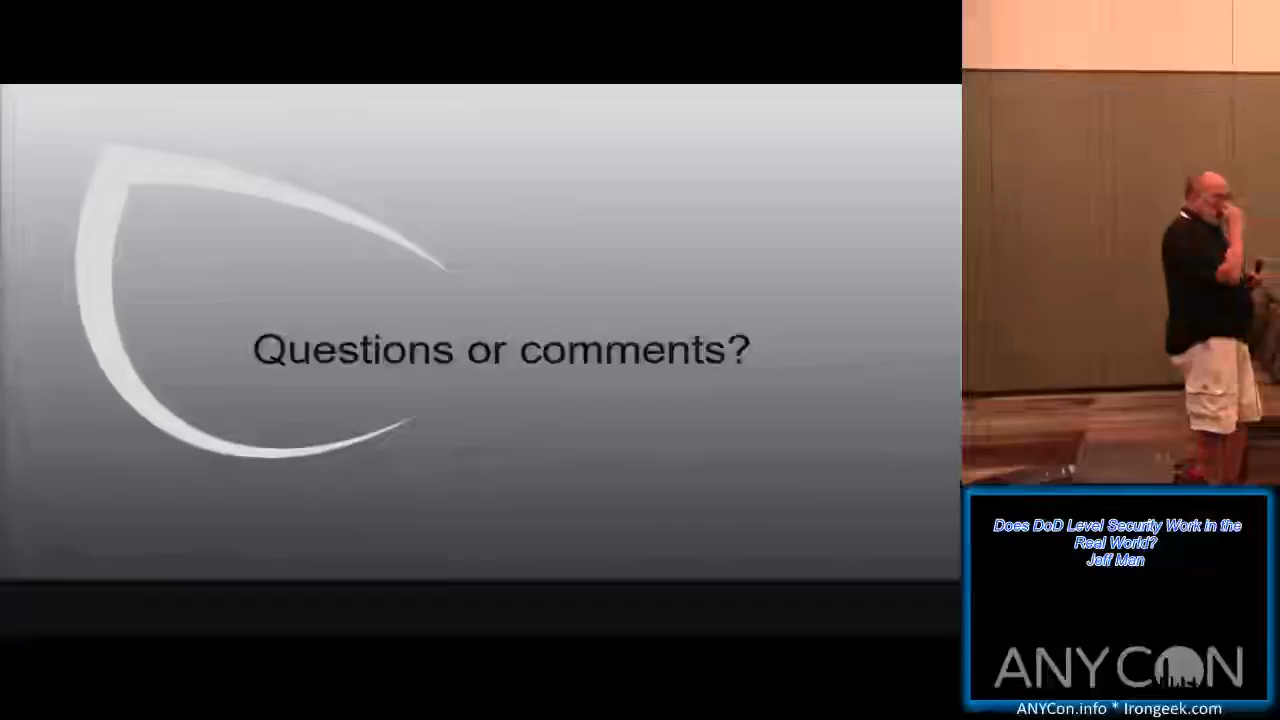 Questions or comments?
Does DoD Level Security Work in the
Real World?
Jeff Man
ANYCON
ANYCon.info * Irongeek.com